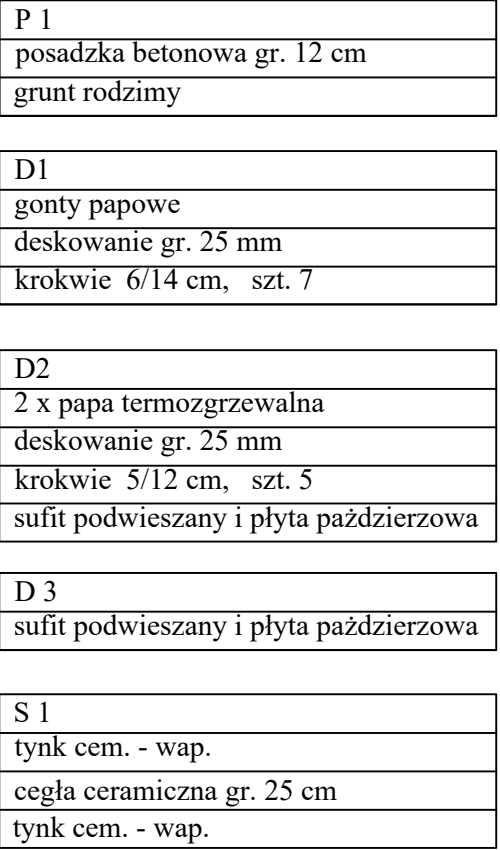 P 1
posadzka betonowa gr. 12 cm
grunt rodzimy
D1
gonty papowe
deskowanie gr. 25 mm
krokwie 6/14 cm, szt. 7
D2
2 x papa termozgrzewalna
deskowanie gr. 25 mm
krokwie 5/12 cm, szt. 5
sufit podwieszany i płyta pażdzierzowa
D 3
sufit podwieszany i płyta pażdzierzowa
S 1
tynk cem. - wap.
cegła ceramiczna gr. 25 cm
tynk cem. - wap.